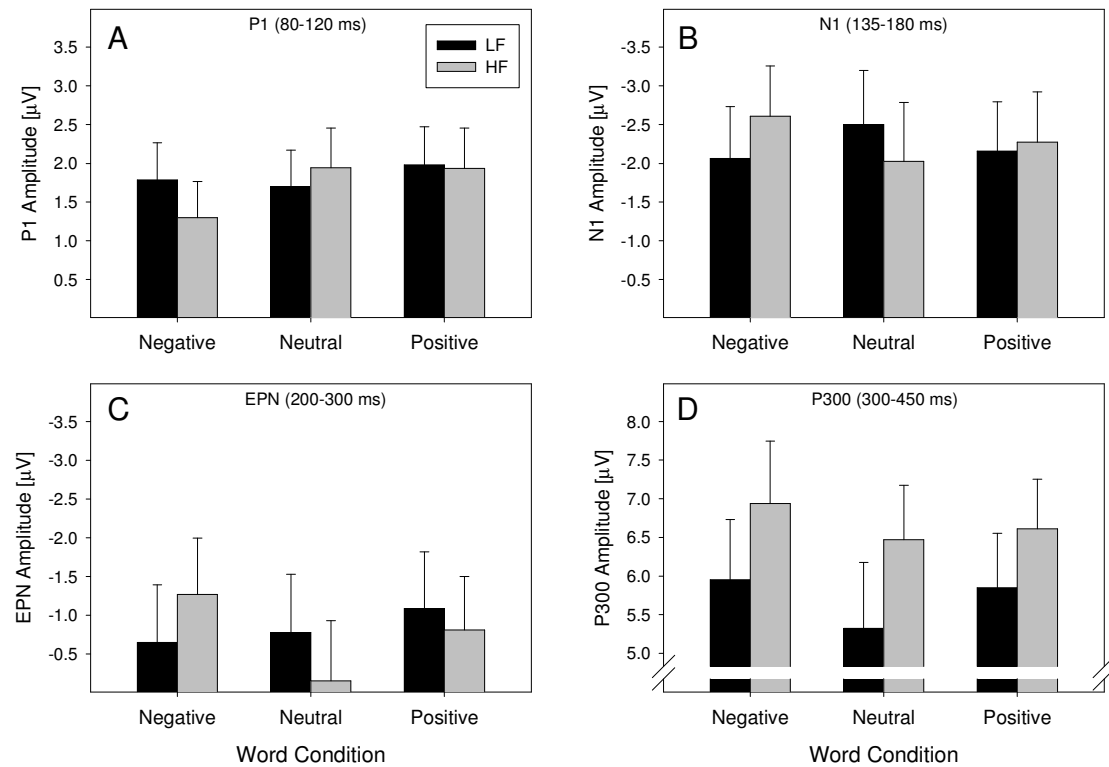 A
P1 (80-120 ms)
LF
HF
P1 Amplitude [µV]
3.5
3.0
2.5
2.0
1.5
1.0
0.5
Negative Neutral Positive
B
N1 (135-180 ms)
N1 Amplitude [µV]
-3.5
-3.0
-2.5
-2.0
-1.5
-1.0
-0.5
Negative Neutral Positive
C
EPN (200-300 ms)
EPN Amplitude [µV]
-3.5
-3.0
-2.5
-2.0
-1.5
-1.0
-0.5
Negative Neutral Positive
Word Condition
D
P300 (300-450 ms)
P300 Amplitude [µV]
8.0
7.5
7.0
6.5
6.0
5.5
5.0
Negative Neutral Positive
Word Condition